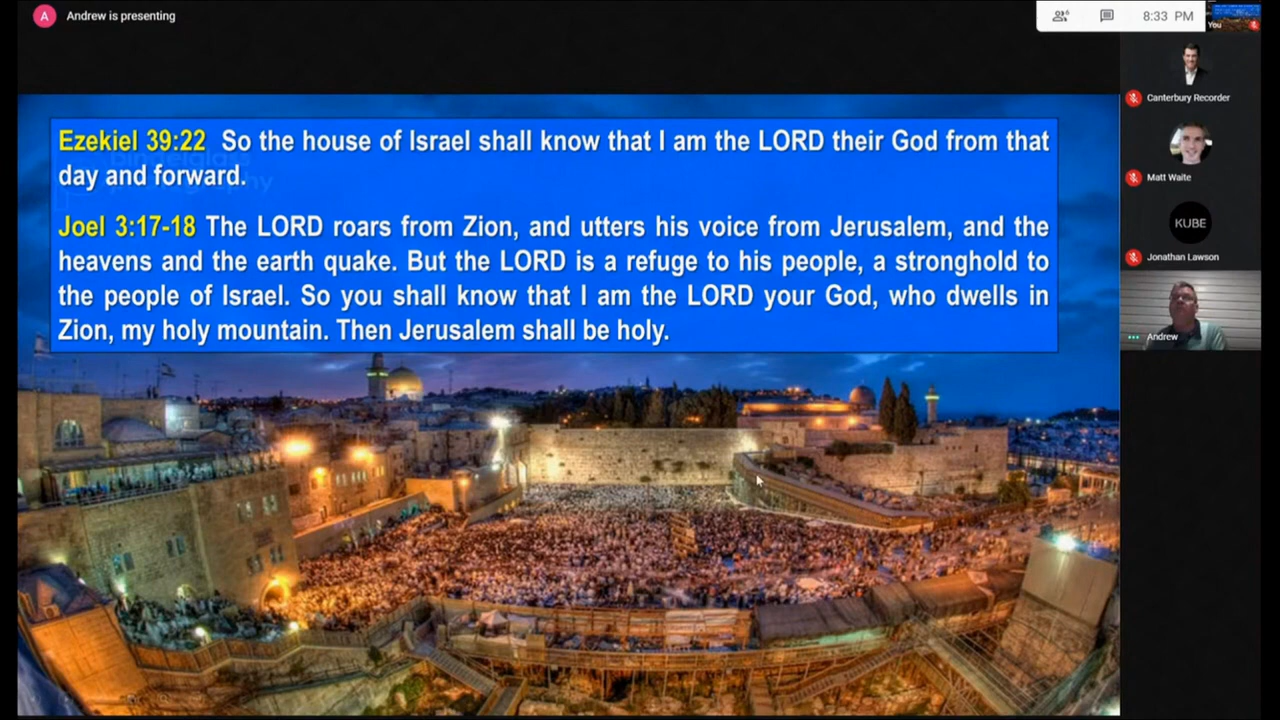 A
Andrew is presenting
6
8:33 PM
You
Ezekiel 39:22 So the house of Israel shall know that I am the LORD their God from that
day and forward.
Joel 3:17-18 The LORD roars from Zion, and utters his voice from Jerusalem, and the
heavens and the earth quake. But the LORD is a refuge to his people, a stronghold to
the people of Israel. So you shall know that I am the LORD your God, who dwells in
Zion, my holy mountain. Then Jerusalem shall be holy.
Canterbury Recorder
Matt Waite
KUBE
Jonathan Lawson
Andrew